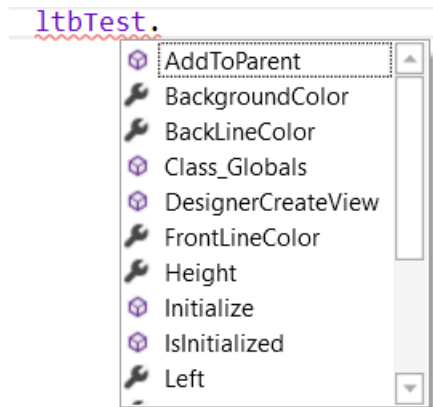 ltbTest.
AddToParent
BackgroundColor
BackLineColor
Class_Globals
DesignerCreateView
FrontLineColor
Height
Initialize
IsInitialized
Left